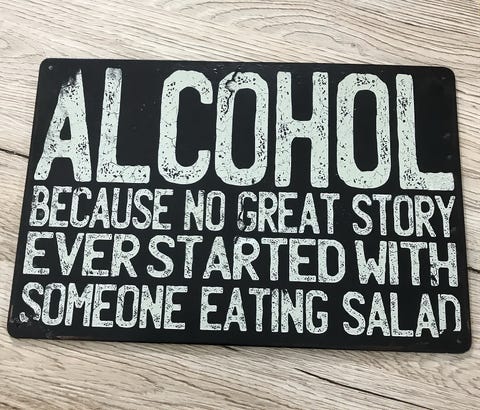 ALCOHOL
BECAUSE NO GREAT STORY
EVER STARTED WITH
SOMEONE EATING SALAD